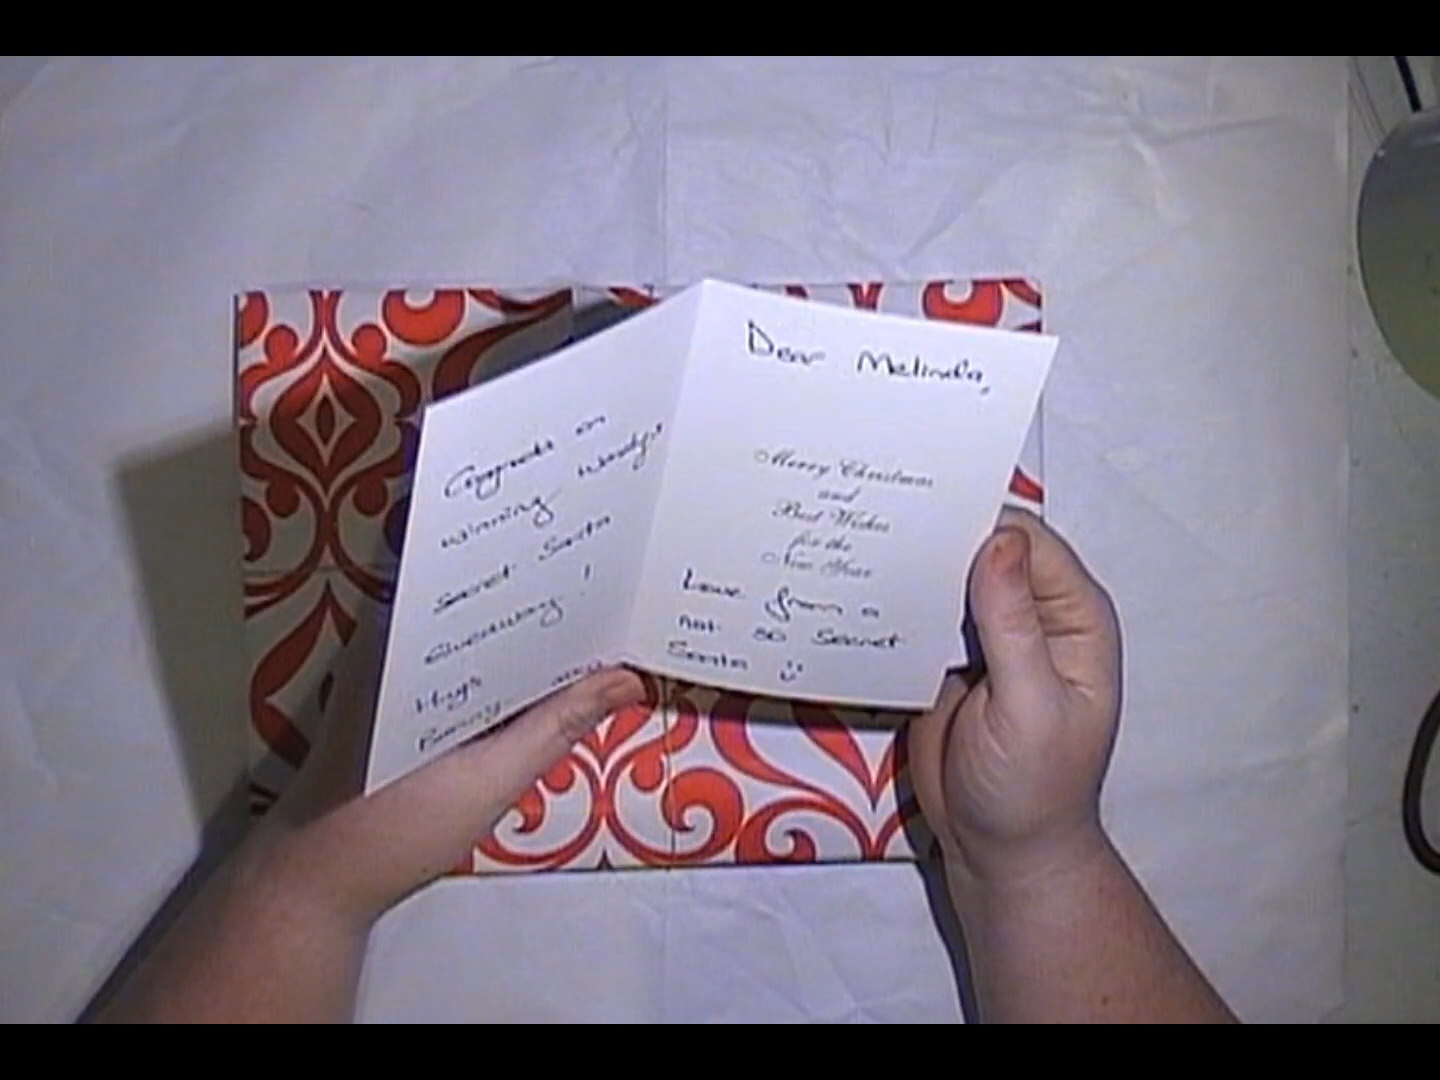 Congrats on
winning Wendy's
Secret Santa
Giveaway!
Hugs
Dear Melinda,
Merry Christmas
and
Best Wishes
for the
New Year
Love from a
not so Secret
Santa :)